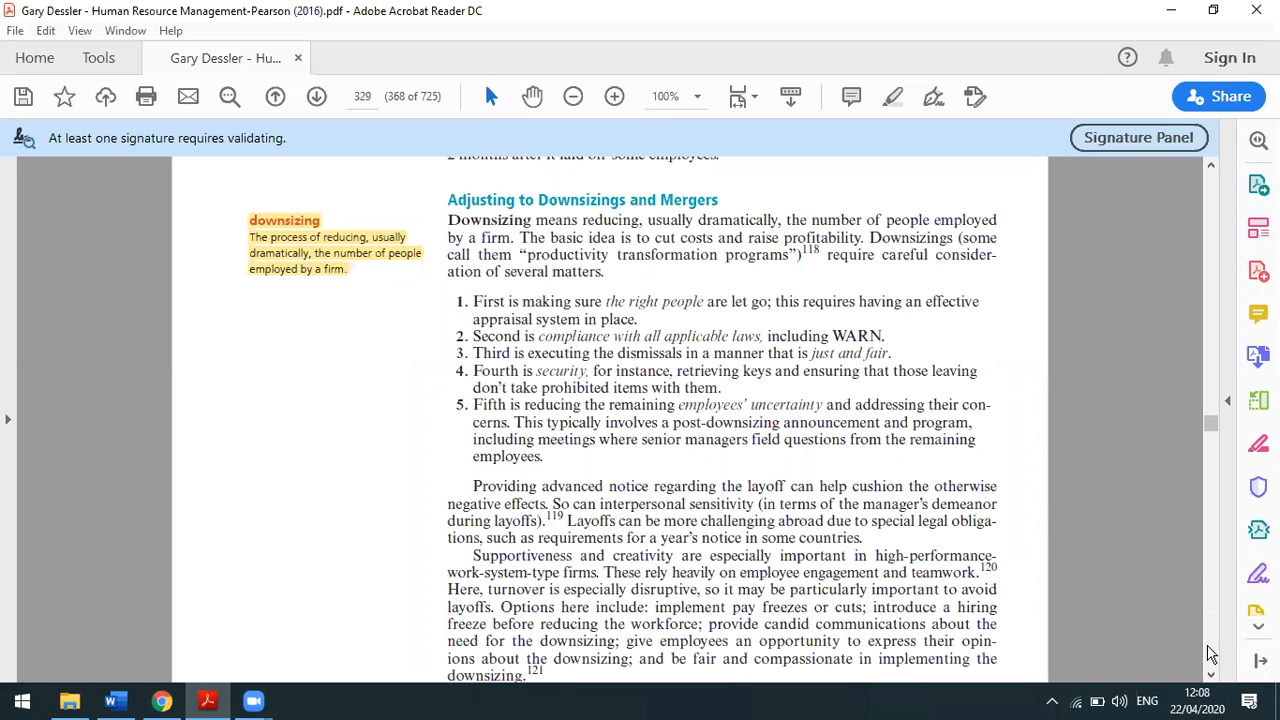 Gary Dessler - Human Resource Management-Pearson (2016).pdf - Adobe Acrobat Reader DC
File Edit View Window Help
Home Tools Gary Dessler - Hu... × Sign In
329 (368 of 725) 100% Share
At least one signature requires validating. Signature Panel
2 months after it laid off some employees.
Adjusting to Downsizings and Mergers
downsizing
The process of reducing, usually
dramatically, the number of people
employed by a firm.
Downsizing means reducing, usually dramatically, the number of people employed
by a firm. The basic idea is to cut costs and raise profitability. Downsizings (some
call them “productivity transformation programs”)118 require careful consider-
ation of several matters.
1. First is making sure the right people are let go; this requires having an effective
appraisal system in place.
2. Second is compliance with all applicable laws, including WARN.
3. Third is executing the dismissals in a manner that is just and fair.
4. Fourth is security, for instance, retrieving keys and ensuring that those leaving
don’t take prohibited items with them.
5. Fifth is reducing the remaining employees’ uncertainty and addressing their con-
cerns. This typically involves a post-downsizing announcement and program,
including meetings where senior managers field questions from the remaining
employees.
Providing advanced notice regarding the layoff can help cushion the otherwise
negative effects. So can interpersonal sensitivity (in terms of the manager’s demeanor
during layoffs).119 Layoffs can be more challenging abroad due to special legal obliga-
tions, such as requirements for a year’s notice in some countries.
Supportiveness and creativity are especially important in high-performance-
work-system-type firms. These rely heavily on employee engagement and teamwork.120
Here, turnover is especially disruptive, so it may be particularly important to avoid
layoffs. Options here include: implement pay freezes or cuts; introduce a hiring
freeze before reducing the workforce; provide candid communications about the
need for the downsizing; give employees an opportunity to express their opin-
ions about the downsizing; and be fair and compassionate in implementing the
downsizing.121
ENG 12:08
22/04/2020